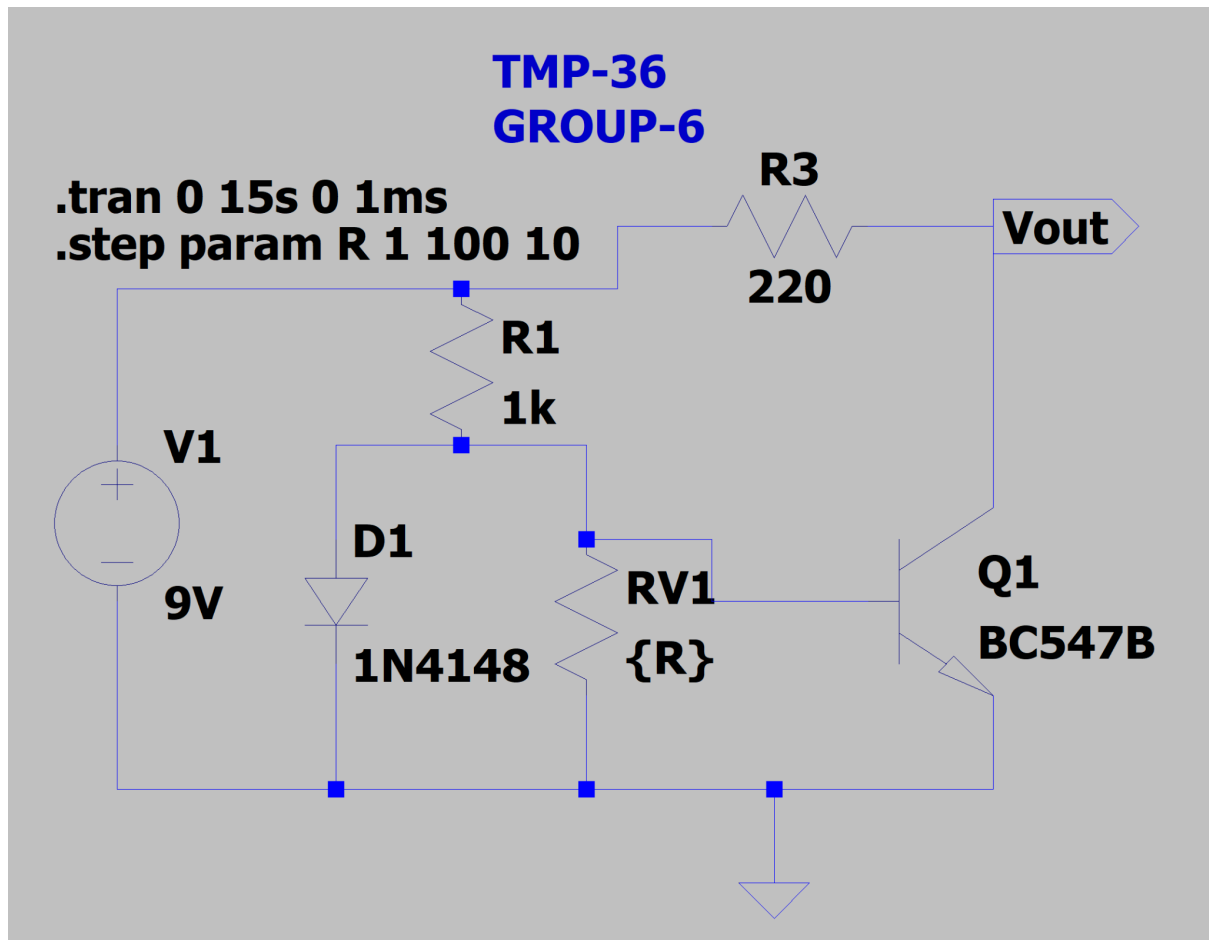 TMP-36
GROUP-6
.tran 0 15s 0 1ms
.step param R 1 100 10
R3
220
Vout
R1
1k
V1
9V
D1
1N4148
RV1
{R}
Q1
BC547B